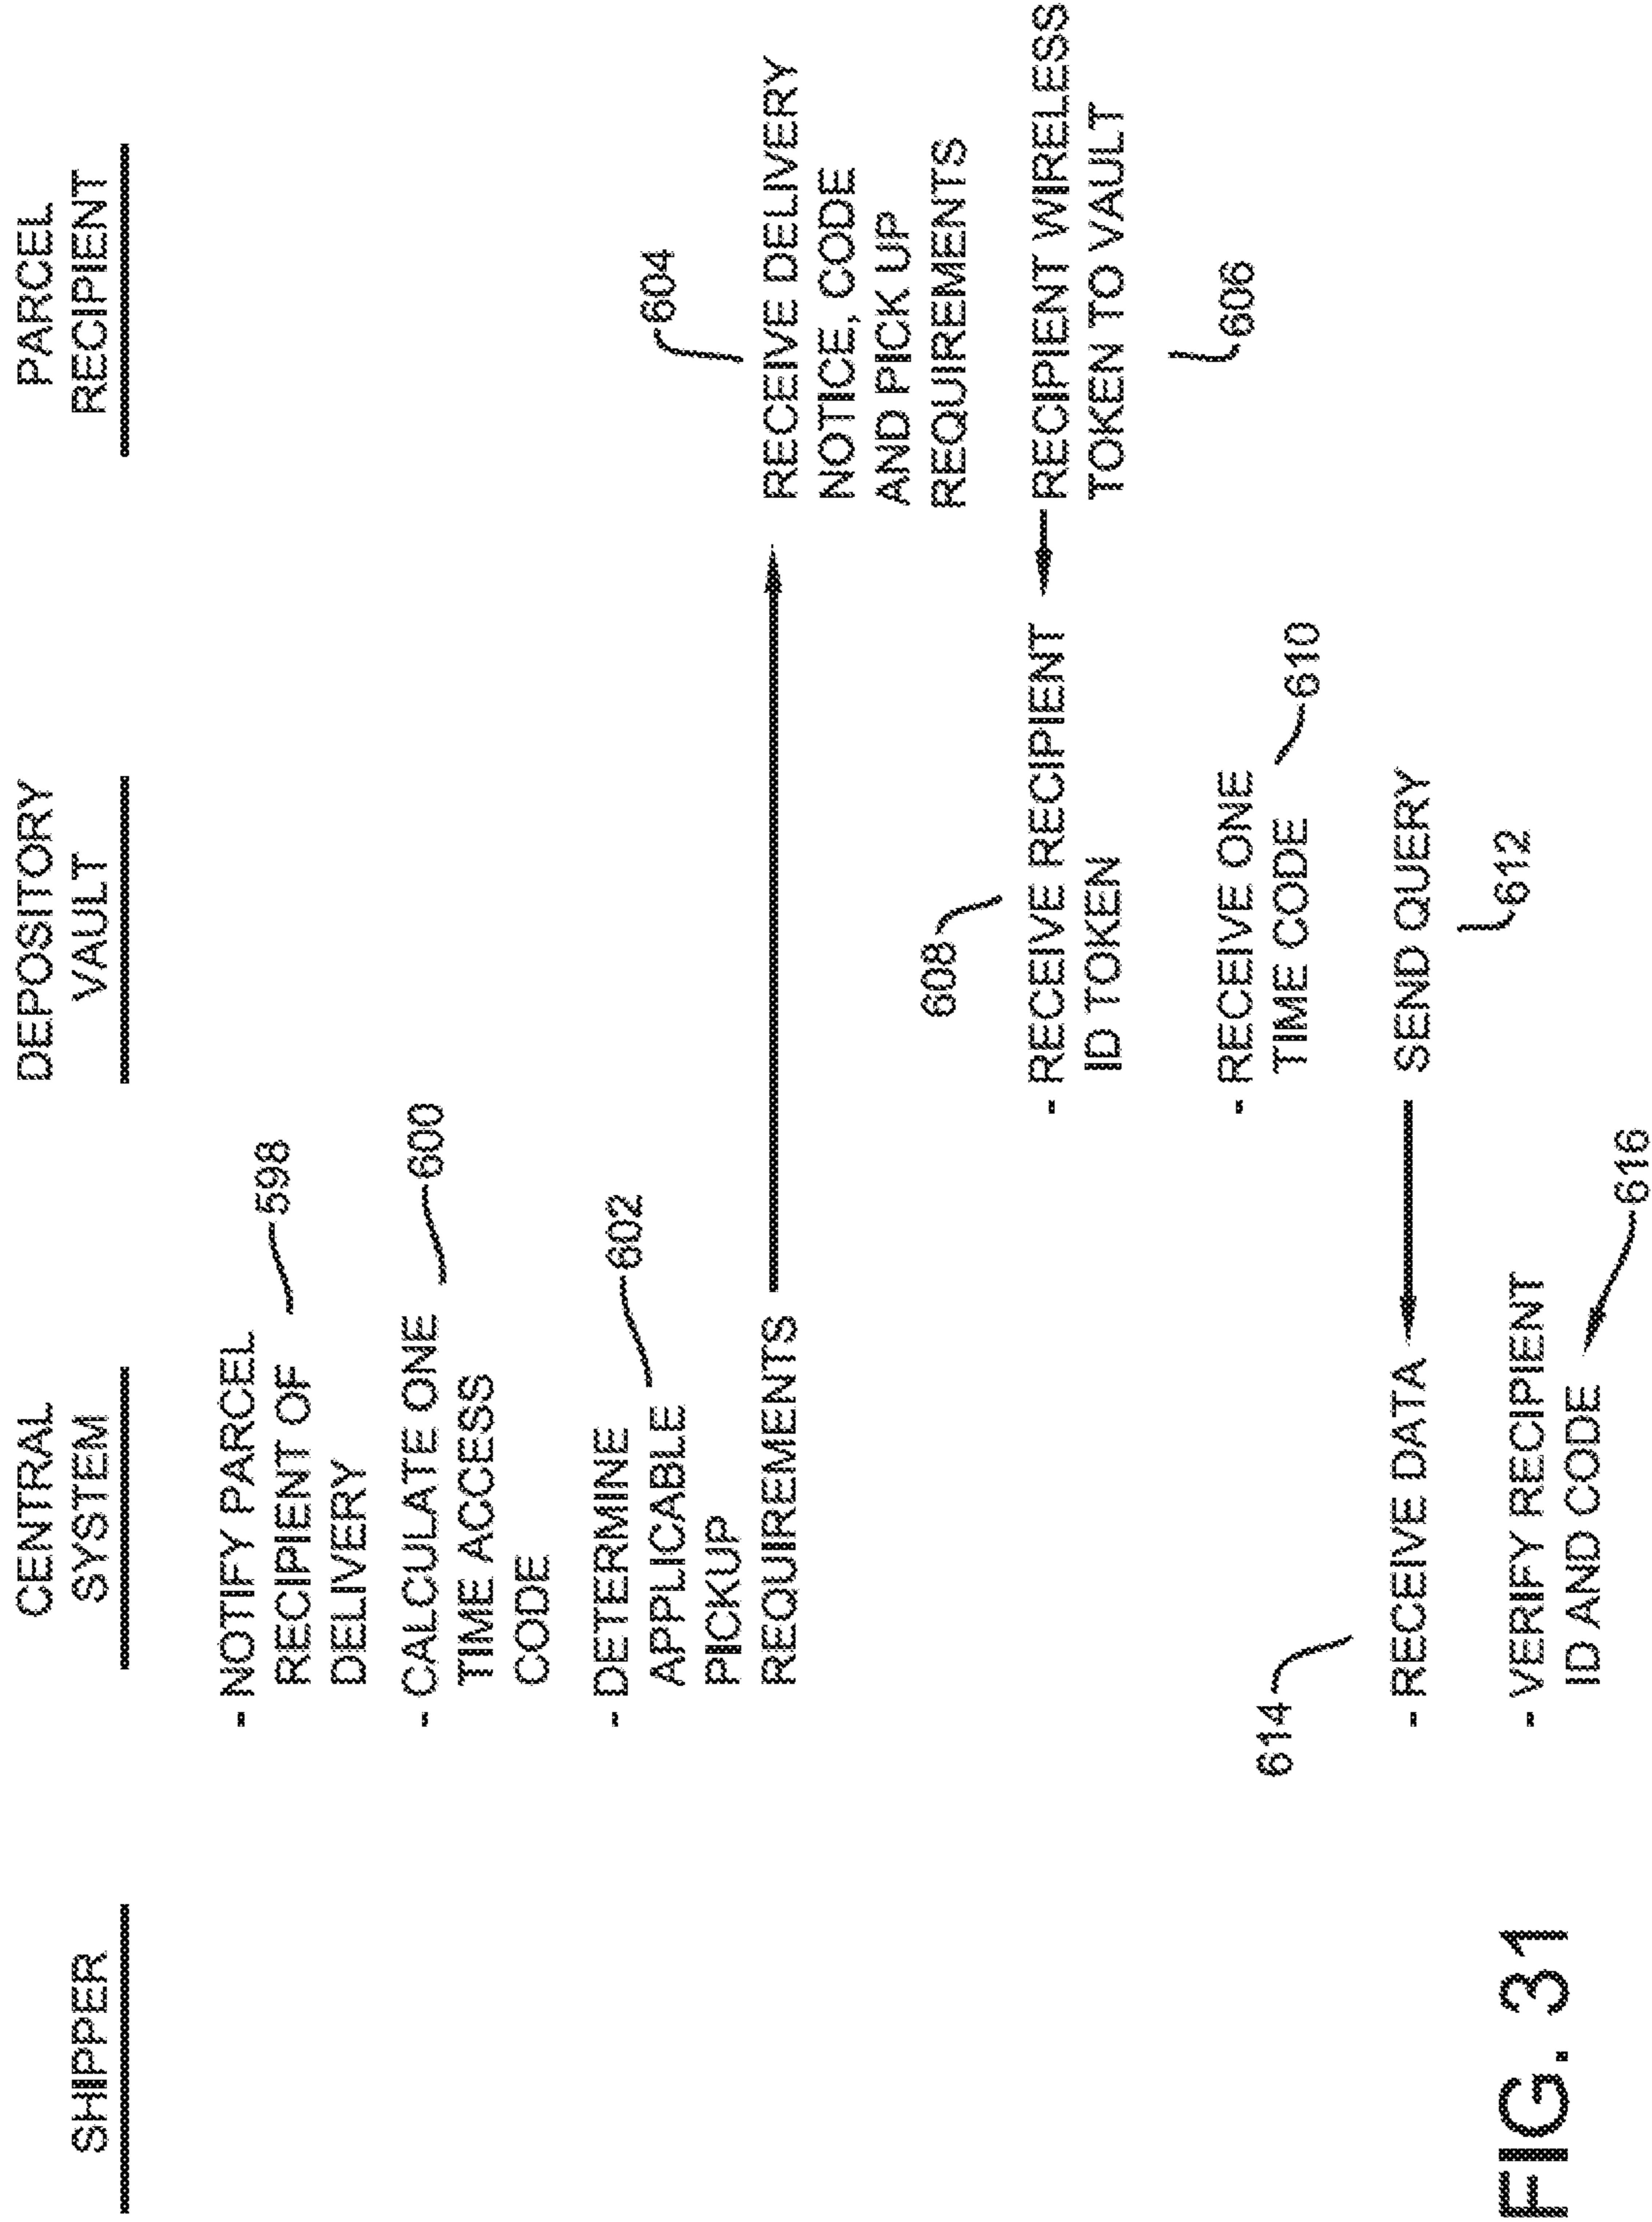 SHIPPER
CENTRAL
SYSTEM
DEPOSITORY
VAULT
PARCEL
RECIPIENT
- NOTIFY PARCEL
RECIPIENT OF
DELIVERY
598
- CALCULATE ONE
TIME ACCESS
CODE
600
- DETERMINE
APPLICABLE
PICKUP
REQUIREMENTS
602
604
RECEIVE DELIVERY
NOTICE, CODE
AND PICK UP
REQUIREMENTS
RECIPIENT WIRELESS
TOKEN TO VAULT
606
608
- RECEIVE RECIPIENT
ID TOKEN
- RECEIVE ONE
TIME CODE
610
SEND QUERY
612
614
- RECEIVE DATA
- VERIFY RECIPIENT
ID AND CODE
616
FIG. 31